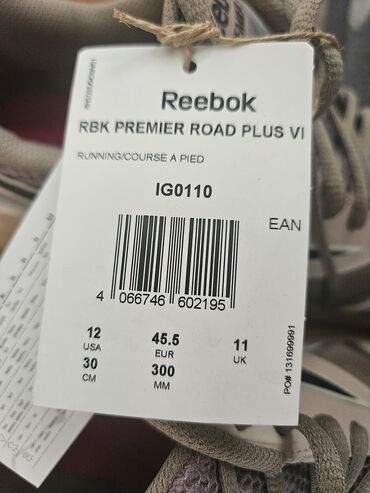 Reebok
RBK PREMIER ROAD PLUS VI
RUNNING/COURSE A PIED
IG0110
EAN
4 066746 602195
12 45.5 11
USA EUR UK
30 300
CM MM
PO# 131699991